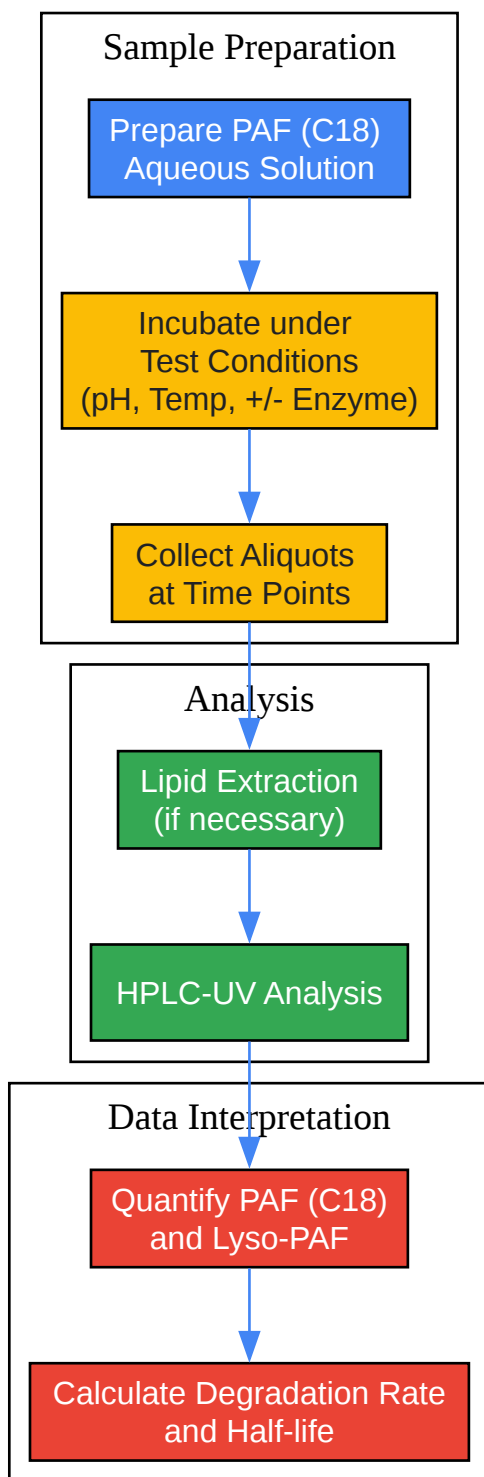 Sample Preparation
Prepare PAF (C18)
Aqueous Solution
Incubate under
Test Conditions
(pH, Temp, +/- Enzyme)
Collect Aliquots
at Time Points
Analysis
Lipid Extraction
(if necessary)
HPLC-UV Analysis
Data Interpretation
Quantify PAF (C18)
and Lyso-PAF
Calculate Degradation Rate
and Half-life